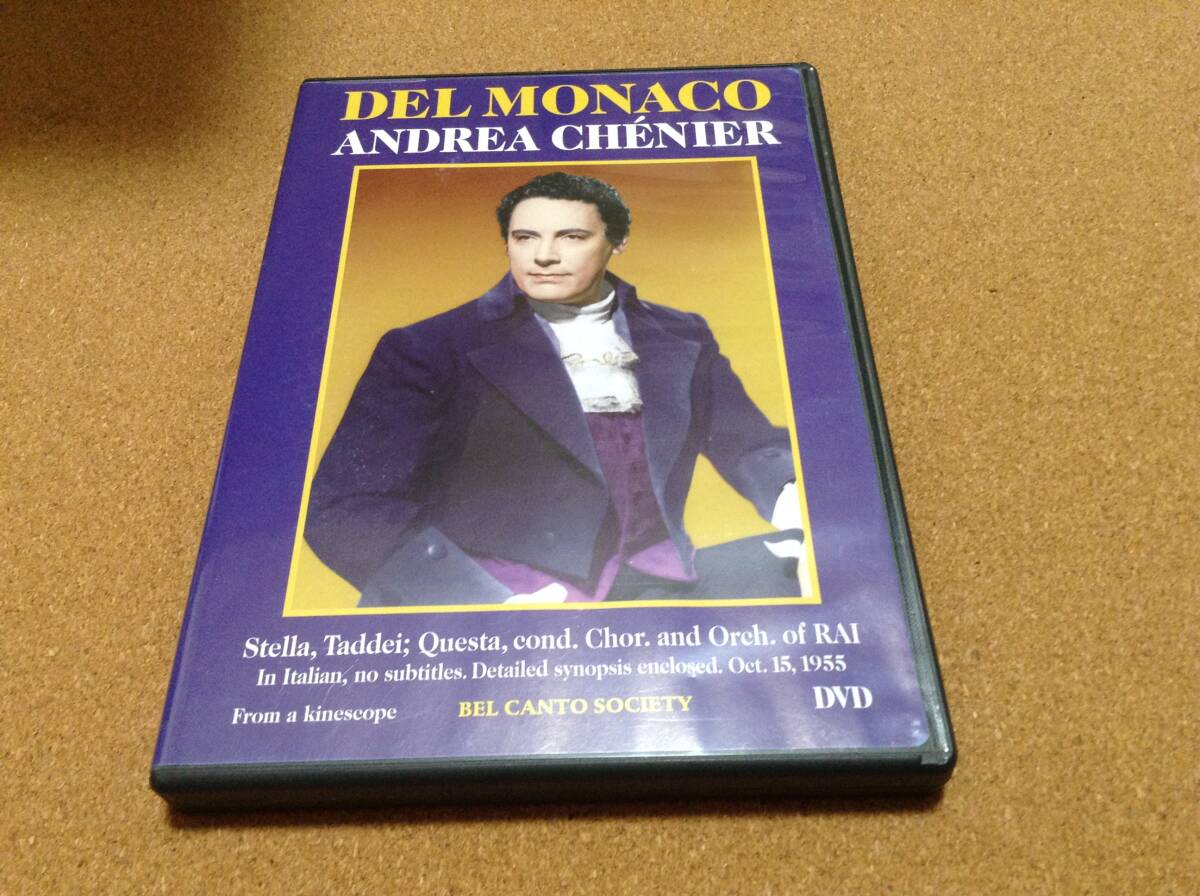 DEL MONACO
ANDREA CHÉNIER
Stella, Taddei; Questa, cond. Chor. and Orch. of RAI
In Italian, no subtitles. Detailed synopsis enclosed. Oct. 15, 1955
From a kinescope
BEL CANTO SOCIETY
DVD